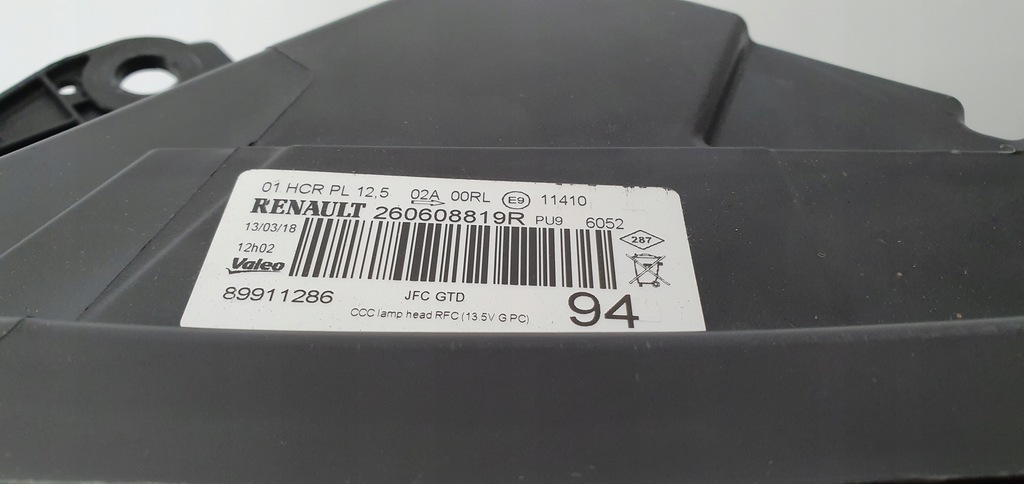 01 HCR PL 12,5 02A 00RL E9 11410
RENAULT 260608819R PU9 6052
13/03/18
12h02
287
Valeo
89911286 JFC GTD 94
CCC lamp head RFC (13.5V G PC)